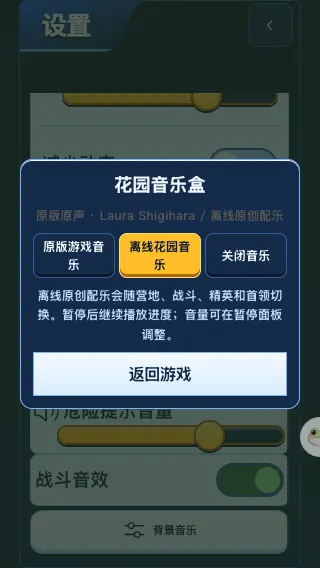 设置
减少动态
花园音乐盒
原版原声 · Laura Shigihara / 离线原创配乐
原版游戏音
乐
离线花园音
乐
关闭音乐
离线原创配乐会随营地、战斗、精英和首领切
换。暂停后继续播放进度；音量可在暂停面板
调整。
返回游戏
危险提示音量
战斗音效
背景音乐